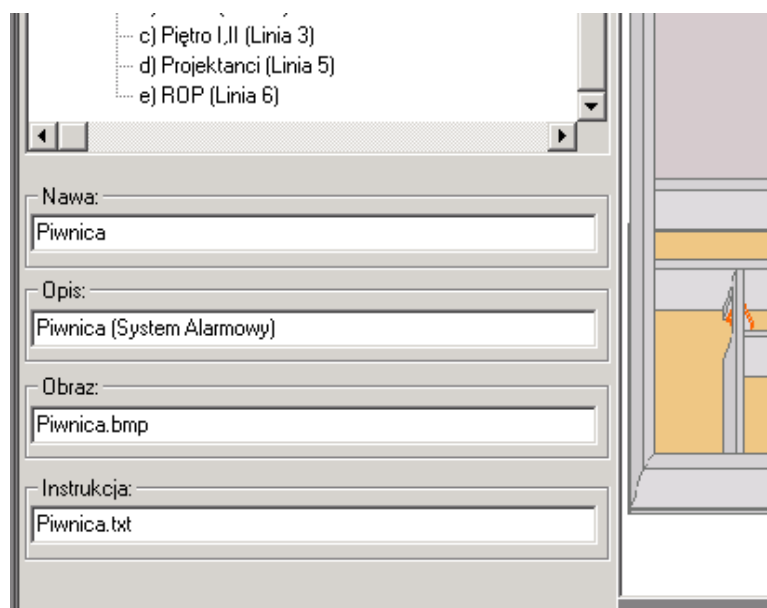 c) Piętro I,II (Linia 3)
d) Projektanci (Linia 5)
e) ROP (Linia 6)
Nawa:
Piwnica
Opis:
Piwnica (System Alarmowy)
Obraz:
Piwnica.bmp
Instrukcja:
Piwnica.txt